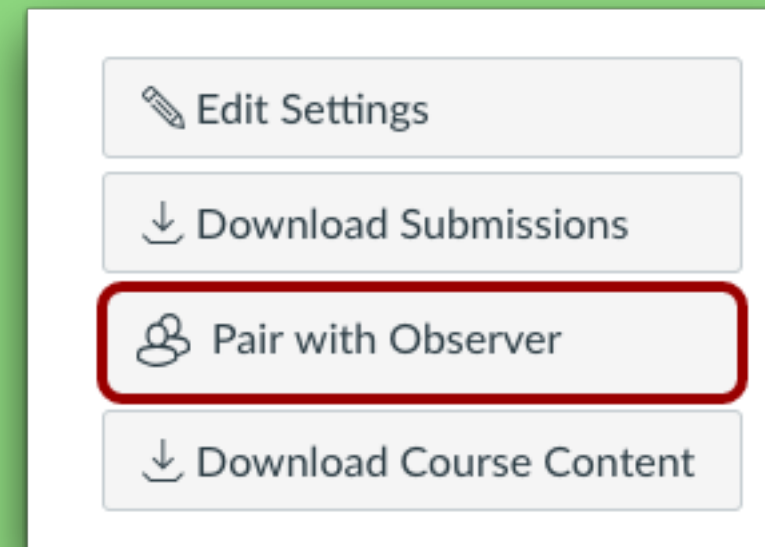 Edit Settings
Download Submissions
Pair with Observer
Download Course Content